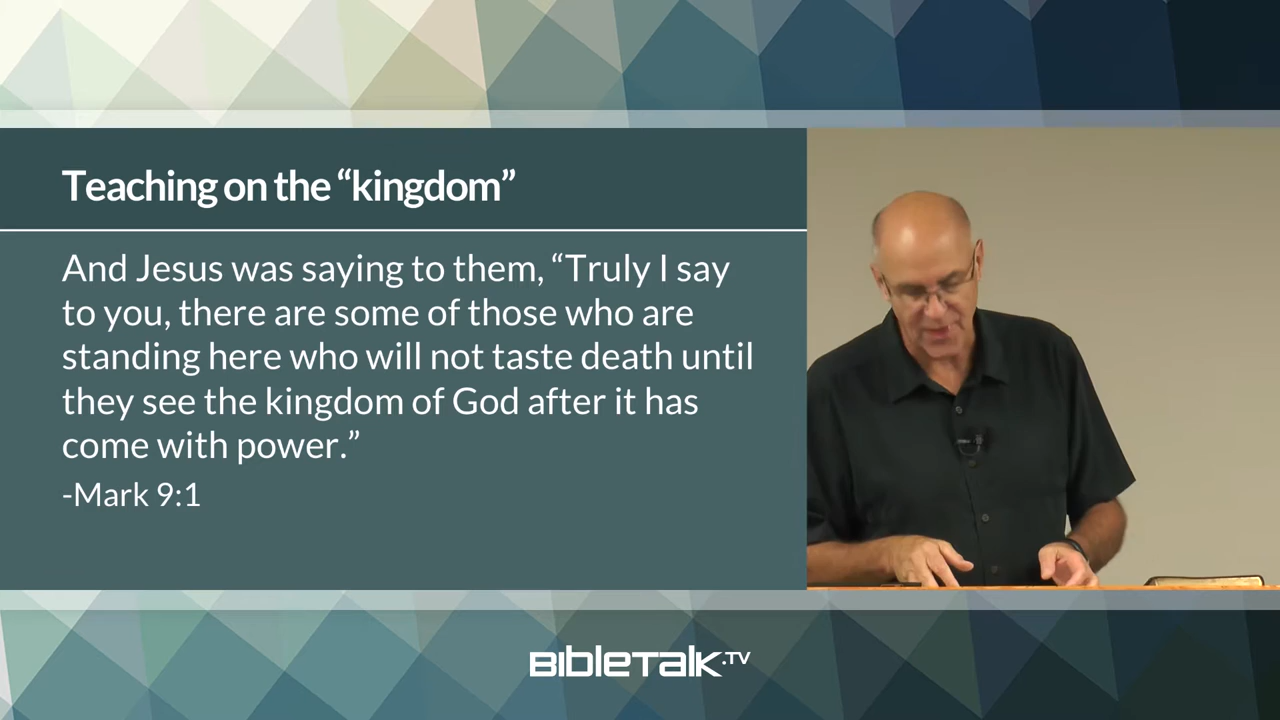 Teaching on the “kingdom”
And Jesus was saying to them, “Truly I say
to you, there are some of those who are
standing here who will not taste death until
they see the kingdom of God after it has
come with power.”
-Mark 9:1
BIBLETALK.TV